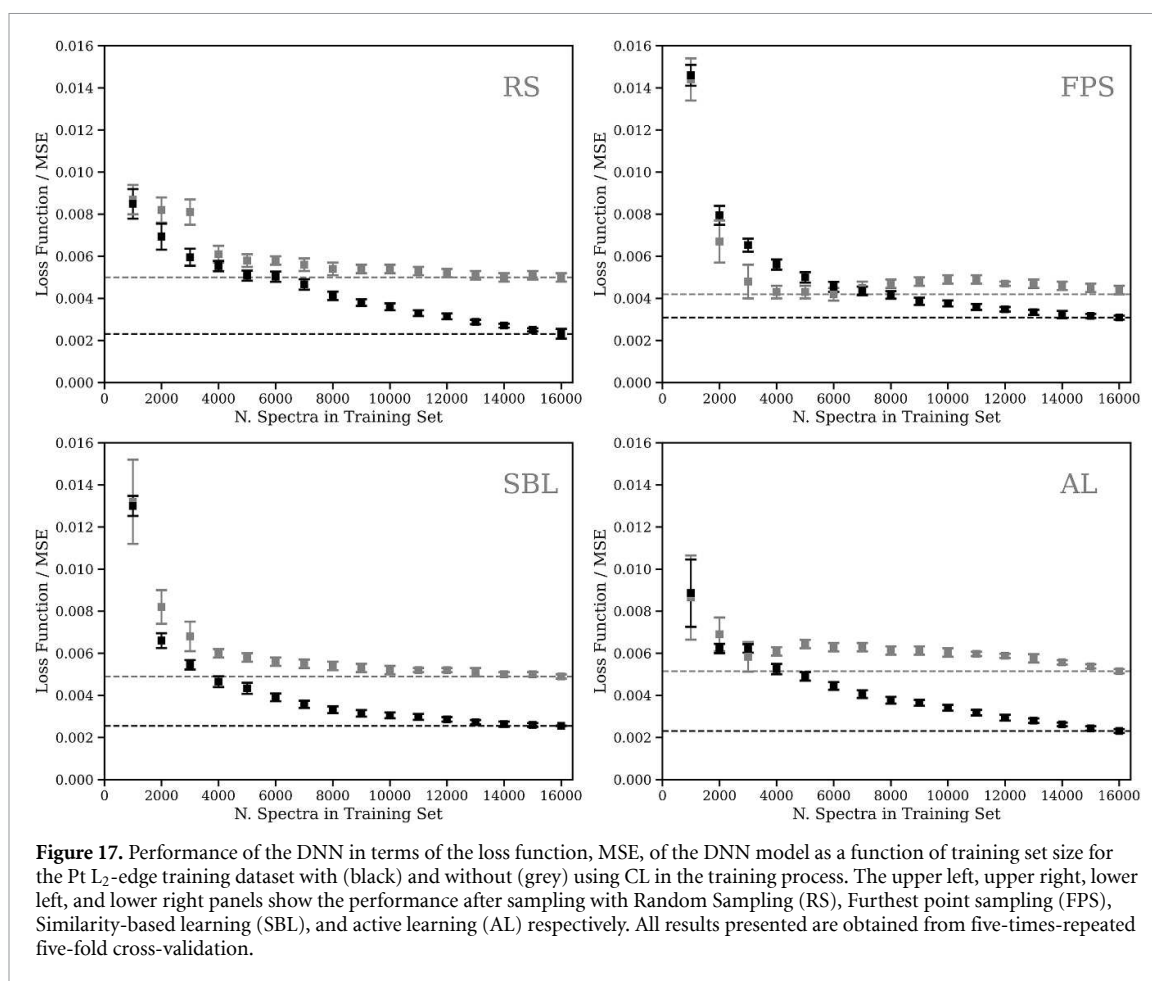 0.016
0.014
0.012
0.010
0.008
0.006
0.004
0.002
0.000
Loss Function / MSE
RS
0 2000 4000 6000 8000 10000 12000 14000 16000
N. Spectra in Training Set
0.016
0.014
0.012
0.010
0.008
0.006
0.004
0.002
0.000
Loss Function / MSE
FPS
0 2000 4000 6000 8000 10000 12000 14000 16000
N. Spectra in Training Set
0.016
0.014
0.012
0.010
0.008
0.006
0.004
0.002
0.000
Loss Function / MSE
SBL
0 2000 4000 6000 8000 10000 12000 14000 16000
N. Spectra in Training Set
0.016
0.014
0.012
0.010
0.008
0.006
0.004
0.002
0.000
Loss Function / MSE
AL
0 2000 4000 6000 8000 10000 12000 14000 16000
N. Spectra in Training Set
Figure 17. Performance of the DNN in terms of the loss function, MSE, of the DNN model as a function of training set size for
the Pt L₂-edge training dataset with (black) and without (grey) using CL in the training process. The upper left, upper right, lower
left, and lower right panels show the performance after sampling with Random Sampling (RS), Furthest point sampling (FPS),
Similarity-based learning (SBL), and active learning (AL) respectively. All results presented are obtained from five-times-repeated
five-fold cross-validation.